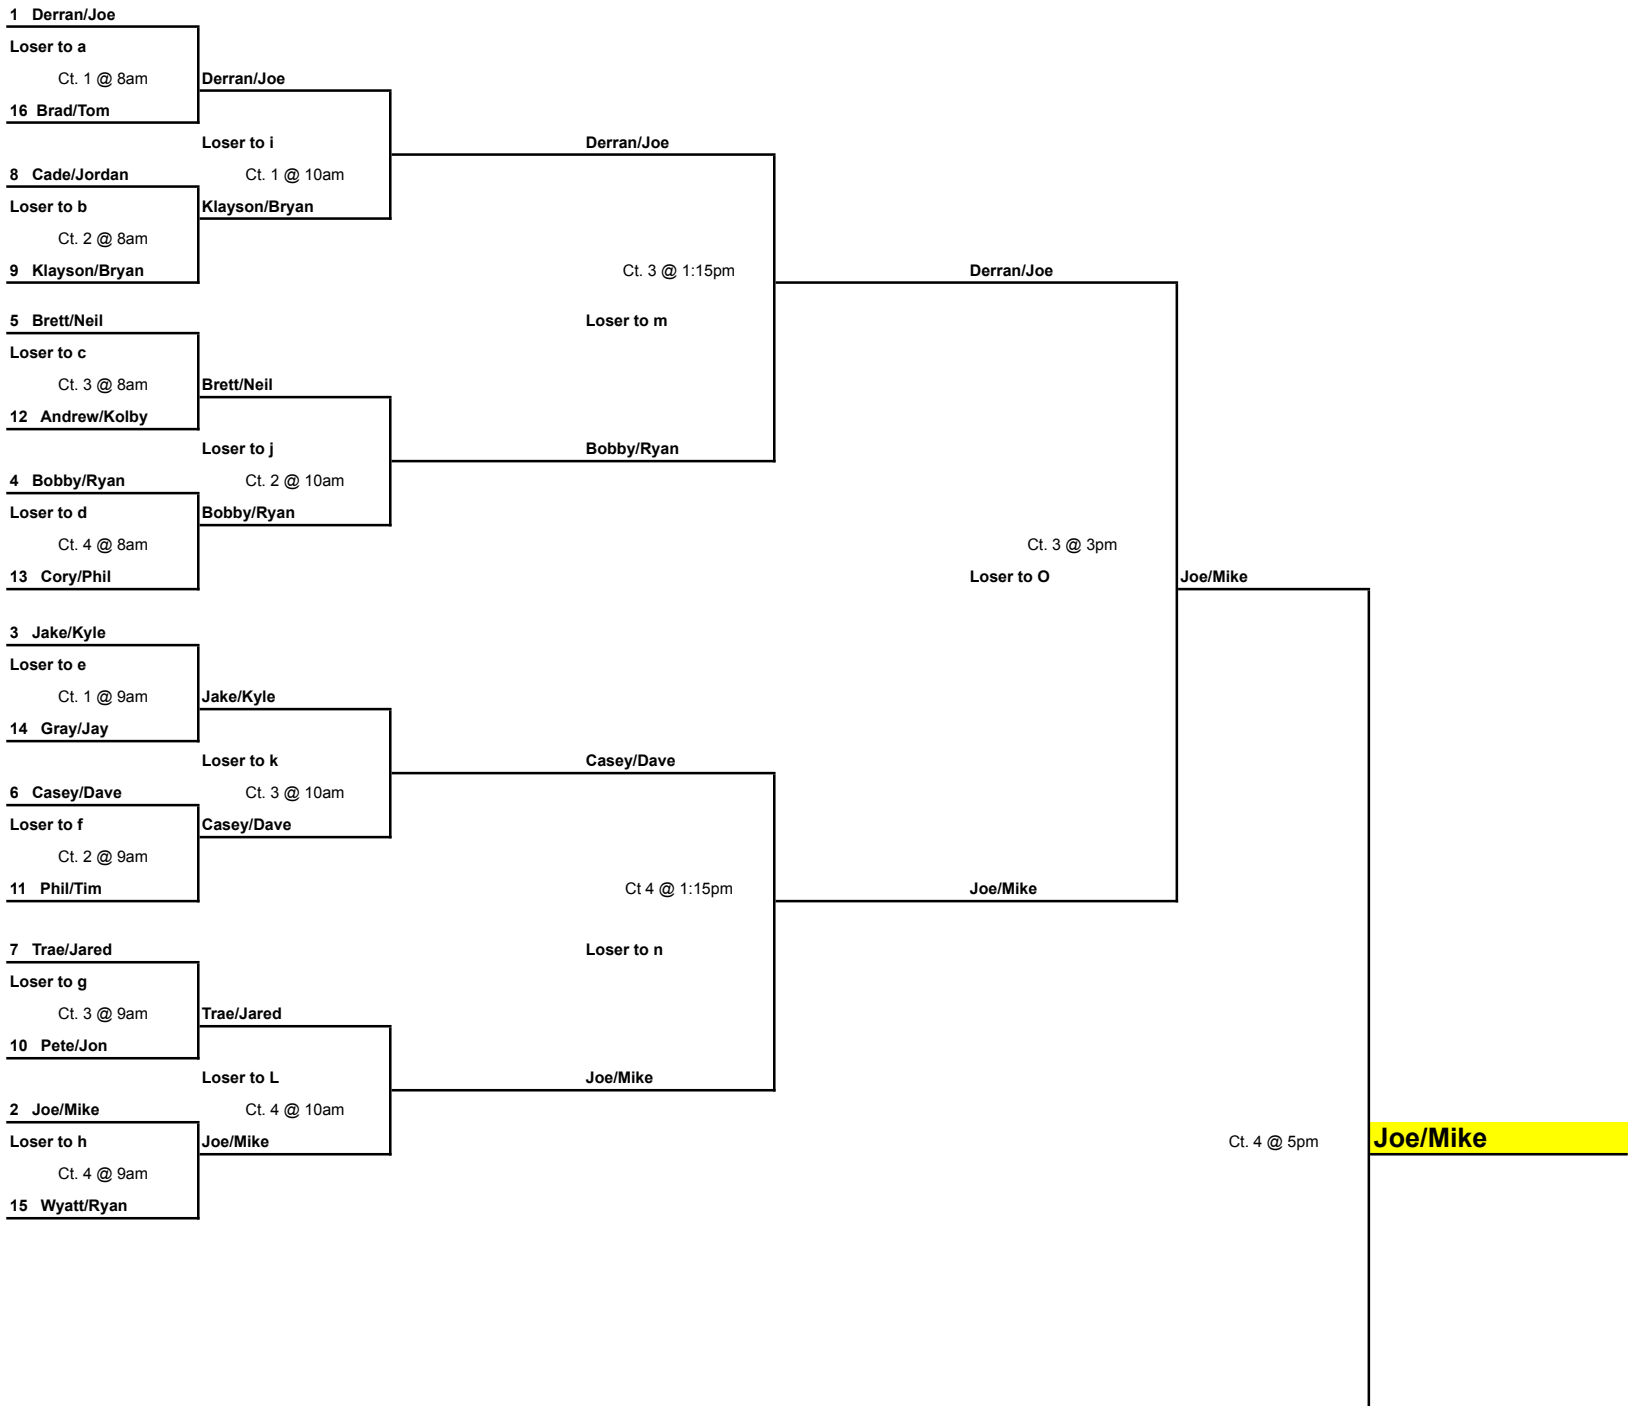 1 Derran/Joe
Loser to a
Ct. 1 @ 8am
Derran/Joe
16 Brad/Tom
Loser to i
Derran/Joe
8 Cade/Jordan
Ct. 1 @ 10am
Loser to b
Klayson/Bryan
Ct. 2 @ 8am
9 Klayson/Bryan
Ct. 3 @ 1:15pm
Derran/Joe
5 Brett/Neil
Loser to m
Loser to c
Ct. 3 @ 8am
Brett/Neil
12 Andrew/Kolby
Loser to j
Bobby/Ryan
4 Bobby/Ryan
Ct. 2 @ 10am
Loser to d
Bobby/Ryan
Ct. 4 @ 8am
Ct. 3 @ 3pm
13 Cory/Phil
Loser to O
Joe/Mike
3 Jake/Kyle
Loser to e
Ct. 1 @ 9am
Jake/Kyle
14 Gray/Jay
Loser to k
Casey/Dave
6 Casey/Dave
Ct. 3 @ 10am
Loser to f
Casey/Dave
Ct. 2 @ 9am
11 Phil/Tim
Ct 4 @ 1:15pm
Joe/Mike
7 Trae/Jared
Loser to n
Loser to g
Ct. 3 @ 9am
Trae/Jared
10 Pete/Jon
Loser to L
Joe/Mike
2 Joe/Mike
Ct. 4 @ 10am
Loser to h
Joe/Mike
Ct. 4 @ 5pm
Joe/Mike
Ct. 4 @ 9am
15 Wyatt/Ryan